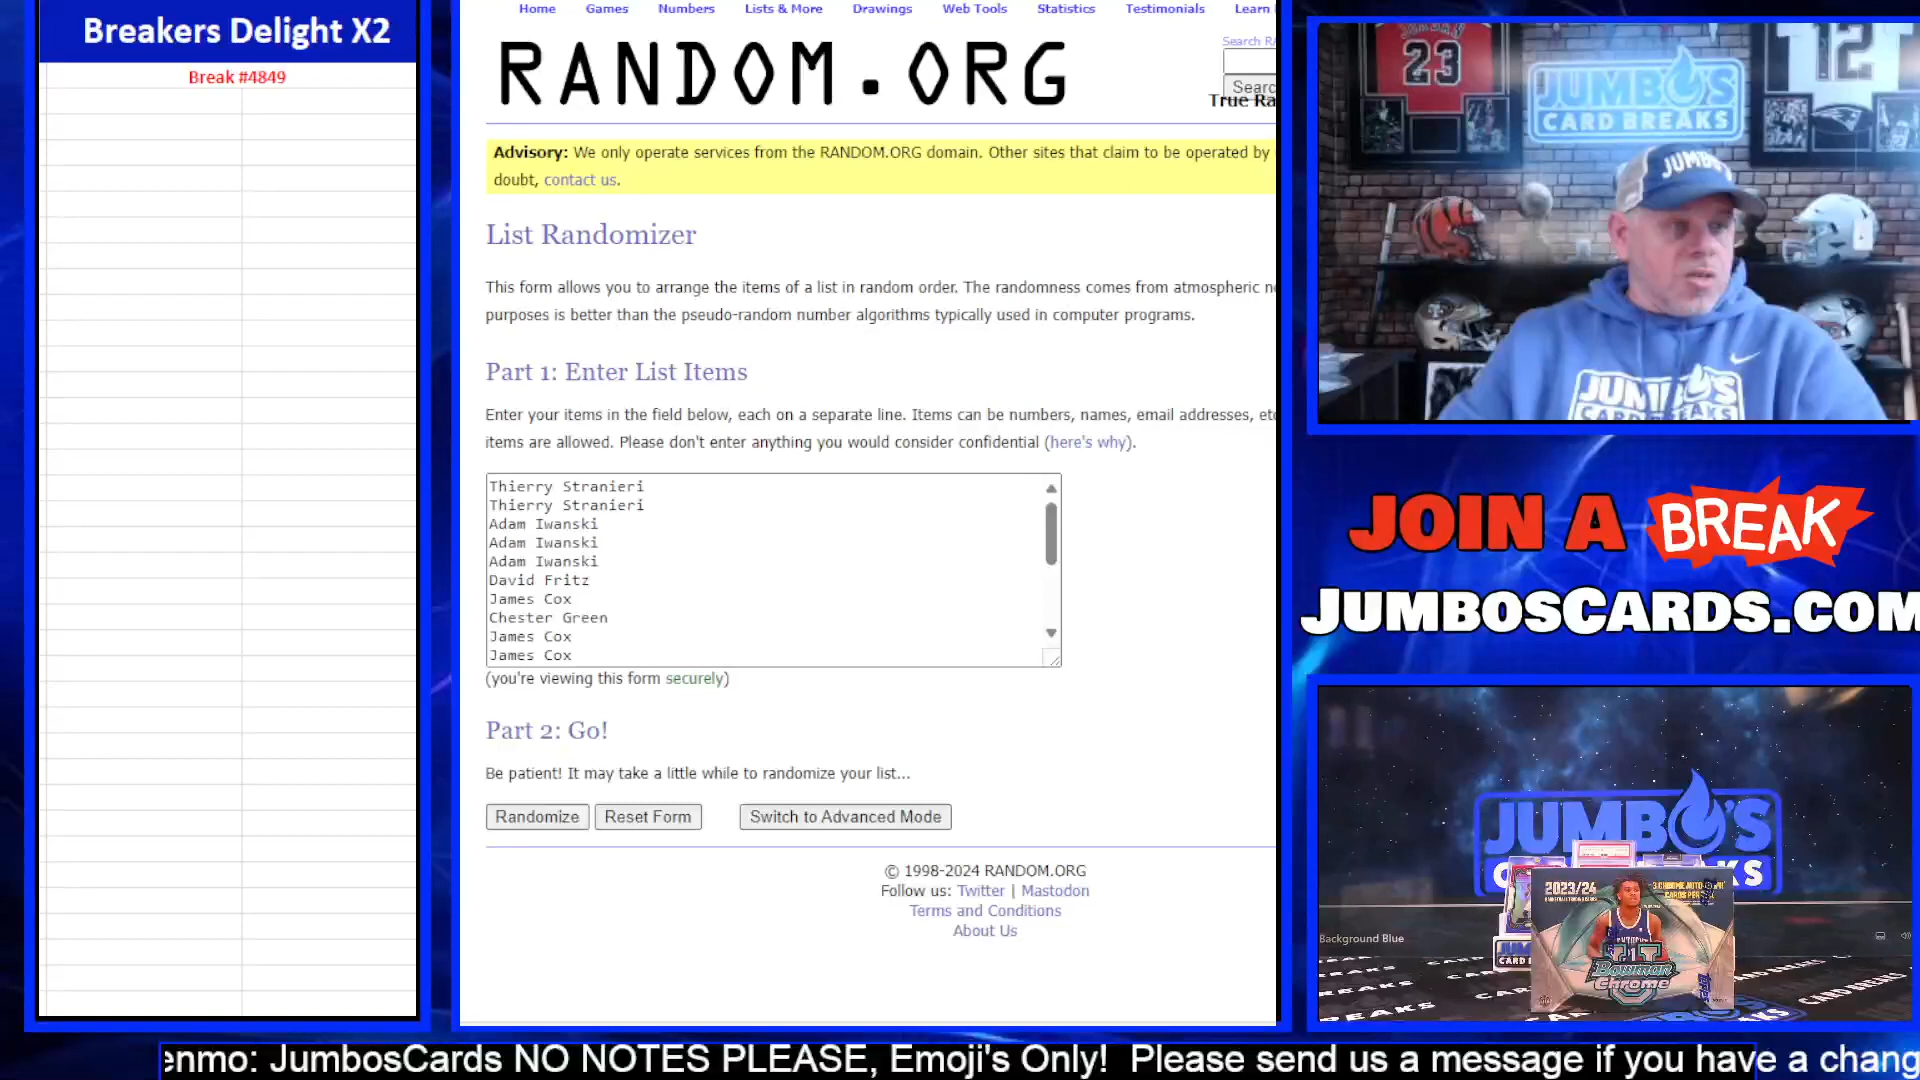 Breakers Delight X2
Break #4849
Home Games Numbers Lists & More Drawings Web Tools Statistics Testimonials Learn
RANDOM.ORG
True Ra
Advisory: We only operate services from the RANDOM.ORG domain. Other sites that claim to be operated by
doubt, contact us.
List Randomizer
This form allows you to arrange the items of a list in random order. The randomness comes from atmospheric
purposes is better than the pseudo-random number algorithms typically used in computer programs.
Part 1: Enter List Items
Enter your items in the field below, each on a separate line. Items can be numbers, names, email addresses,
items are allowed. Please don't enter anything you would consider confidential (here's why).
Thierry Stranieri
Thierry Stranieri
Adam Iwanski
Adam Iwanski
Adam Iwanski
David Fritz
James Cox
Chester Green
James Cox
James Cox
(you're viewing this form securely)
Part 2: Go!
Be patient! It may take a little while to randomize your list...
Randomize Reset Form Switch to Advanced Mode
© 1998-2024 RANDOM.ORG
Follow us: Twitter | Mastodon
Terms and Conditions
About Us
23
12
JUMBO'S
CARD BREAKS
JUMBO'S
JUMBO'S
CARD BREAKS
JOIN A BREAK
JUMBOSCARDS.COM
JUMBO'S
2023/24
Bowman
Chrome
Background Blue
enmo: JumbosCards NO NOTES PLEASE, Emoji's Only! Please send us a message if you have a chang